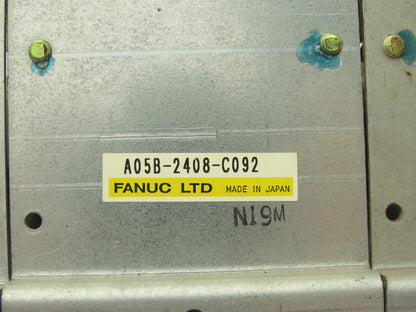 A05B-2408-C092
FANUC LTD MADE IN JAPAN
N19M